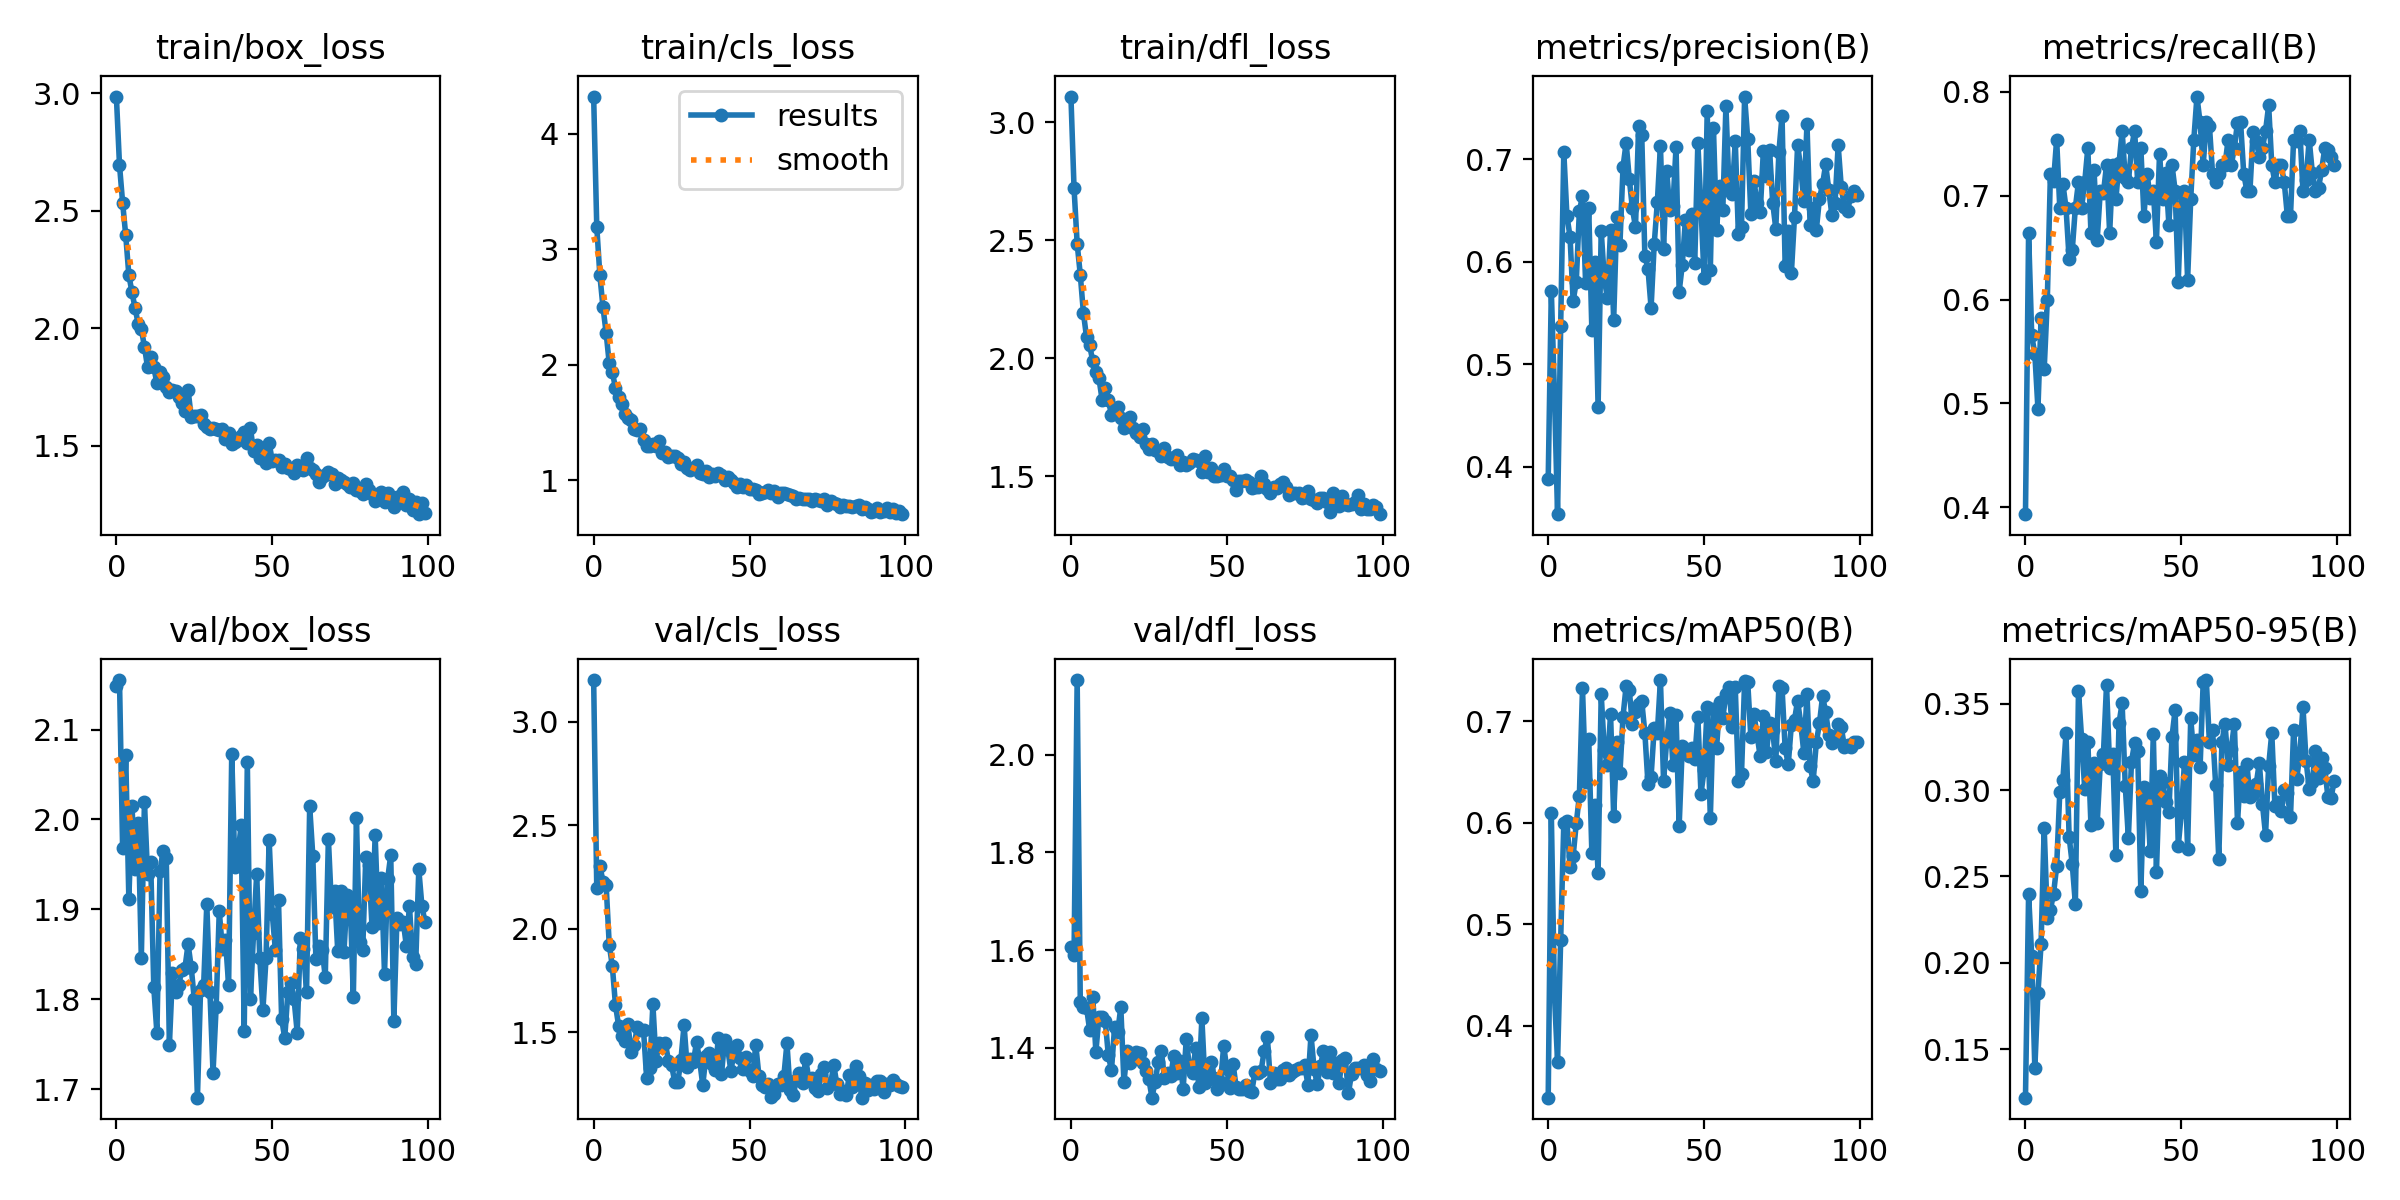 train/box_loss
3.0
2.5
2.0
1.5
0 50 100
train/cls_loss
results
smooth
4
3
2
1
0 50 100
train/dfl_loss
3.0
2.5
2.0
1.5
0 50 100
metrics/precision(B)
0.7
0.6
0.5
0.4
0 50 100
metrics/recall(B)
0.8
0.7
0.6
0.5
0.4
0 50 100
val/box_loss
2.1
2.0
1.9
1.8
1.7
0 50 100
val/cls_loss
3.0
2.5
2.0
1.5
0 50 100
val/dfl_loss
2.0
1.8
1.6
1.4
0 50 100
metrics/mAP50(B)
0.7
0.6
0.5
0.4
0 50 100
metrics/mAP50-95(B)
0.35
0.30
0.25
0.20
0.15
0 50 100